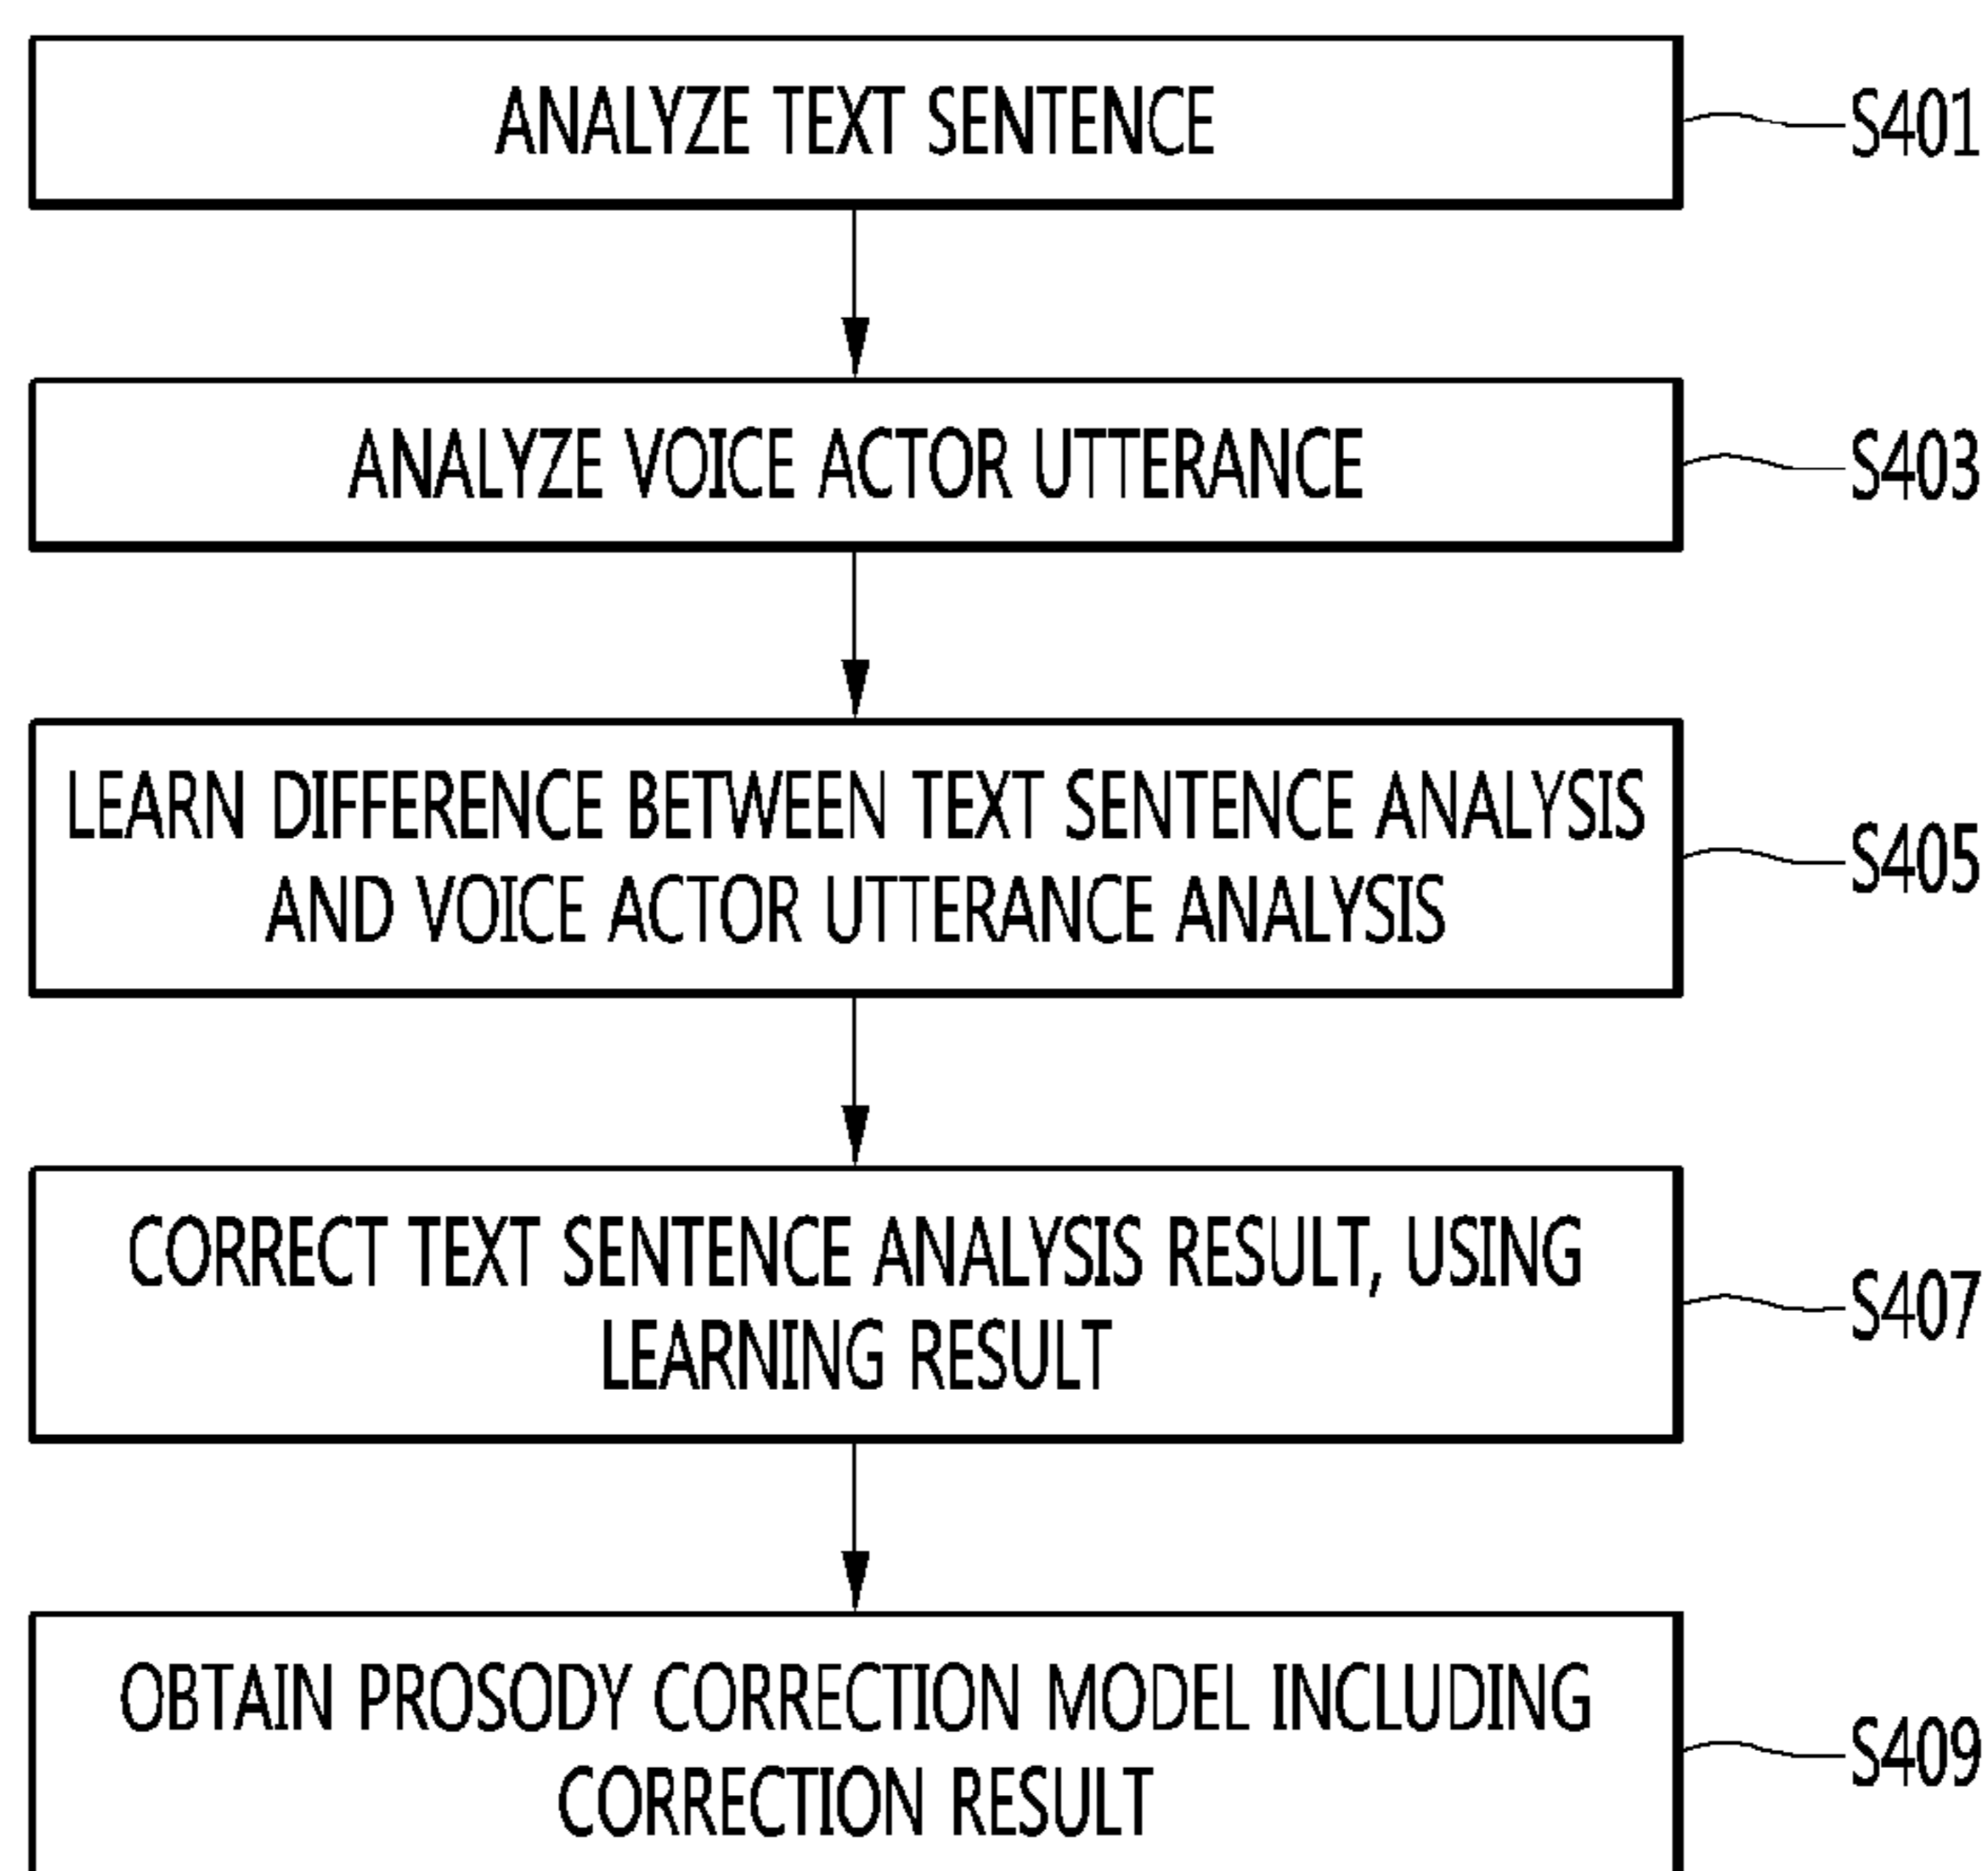 ANALYZE TEXT SENTENCE
S401
ANALYZE VOICE ACTOR UTTERANCE
S403
LEARN DIFFERENCE BETWEEN TEXT SENTENCE ANALYSIS
AND VOICE ACTOR UTTERANCE ANALYSIS
S405
CORRECT TEXT SENTENCE ANALYSIS RESULT, USING
LEARNING RESULT
S407
OBTAIN PROSODY CORRECTION MODEL INCLUDING
CORRECTION RESULT
S409